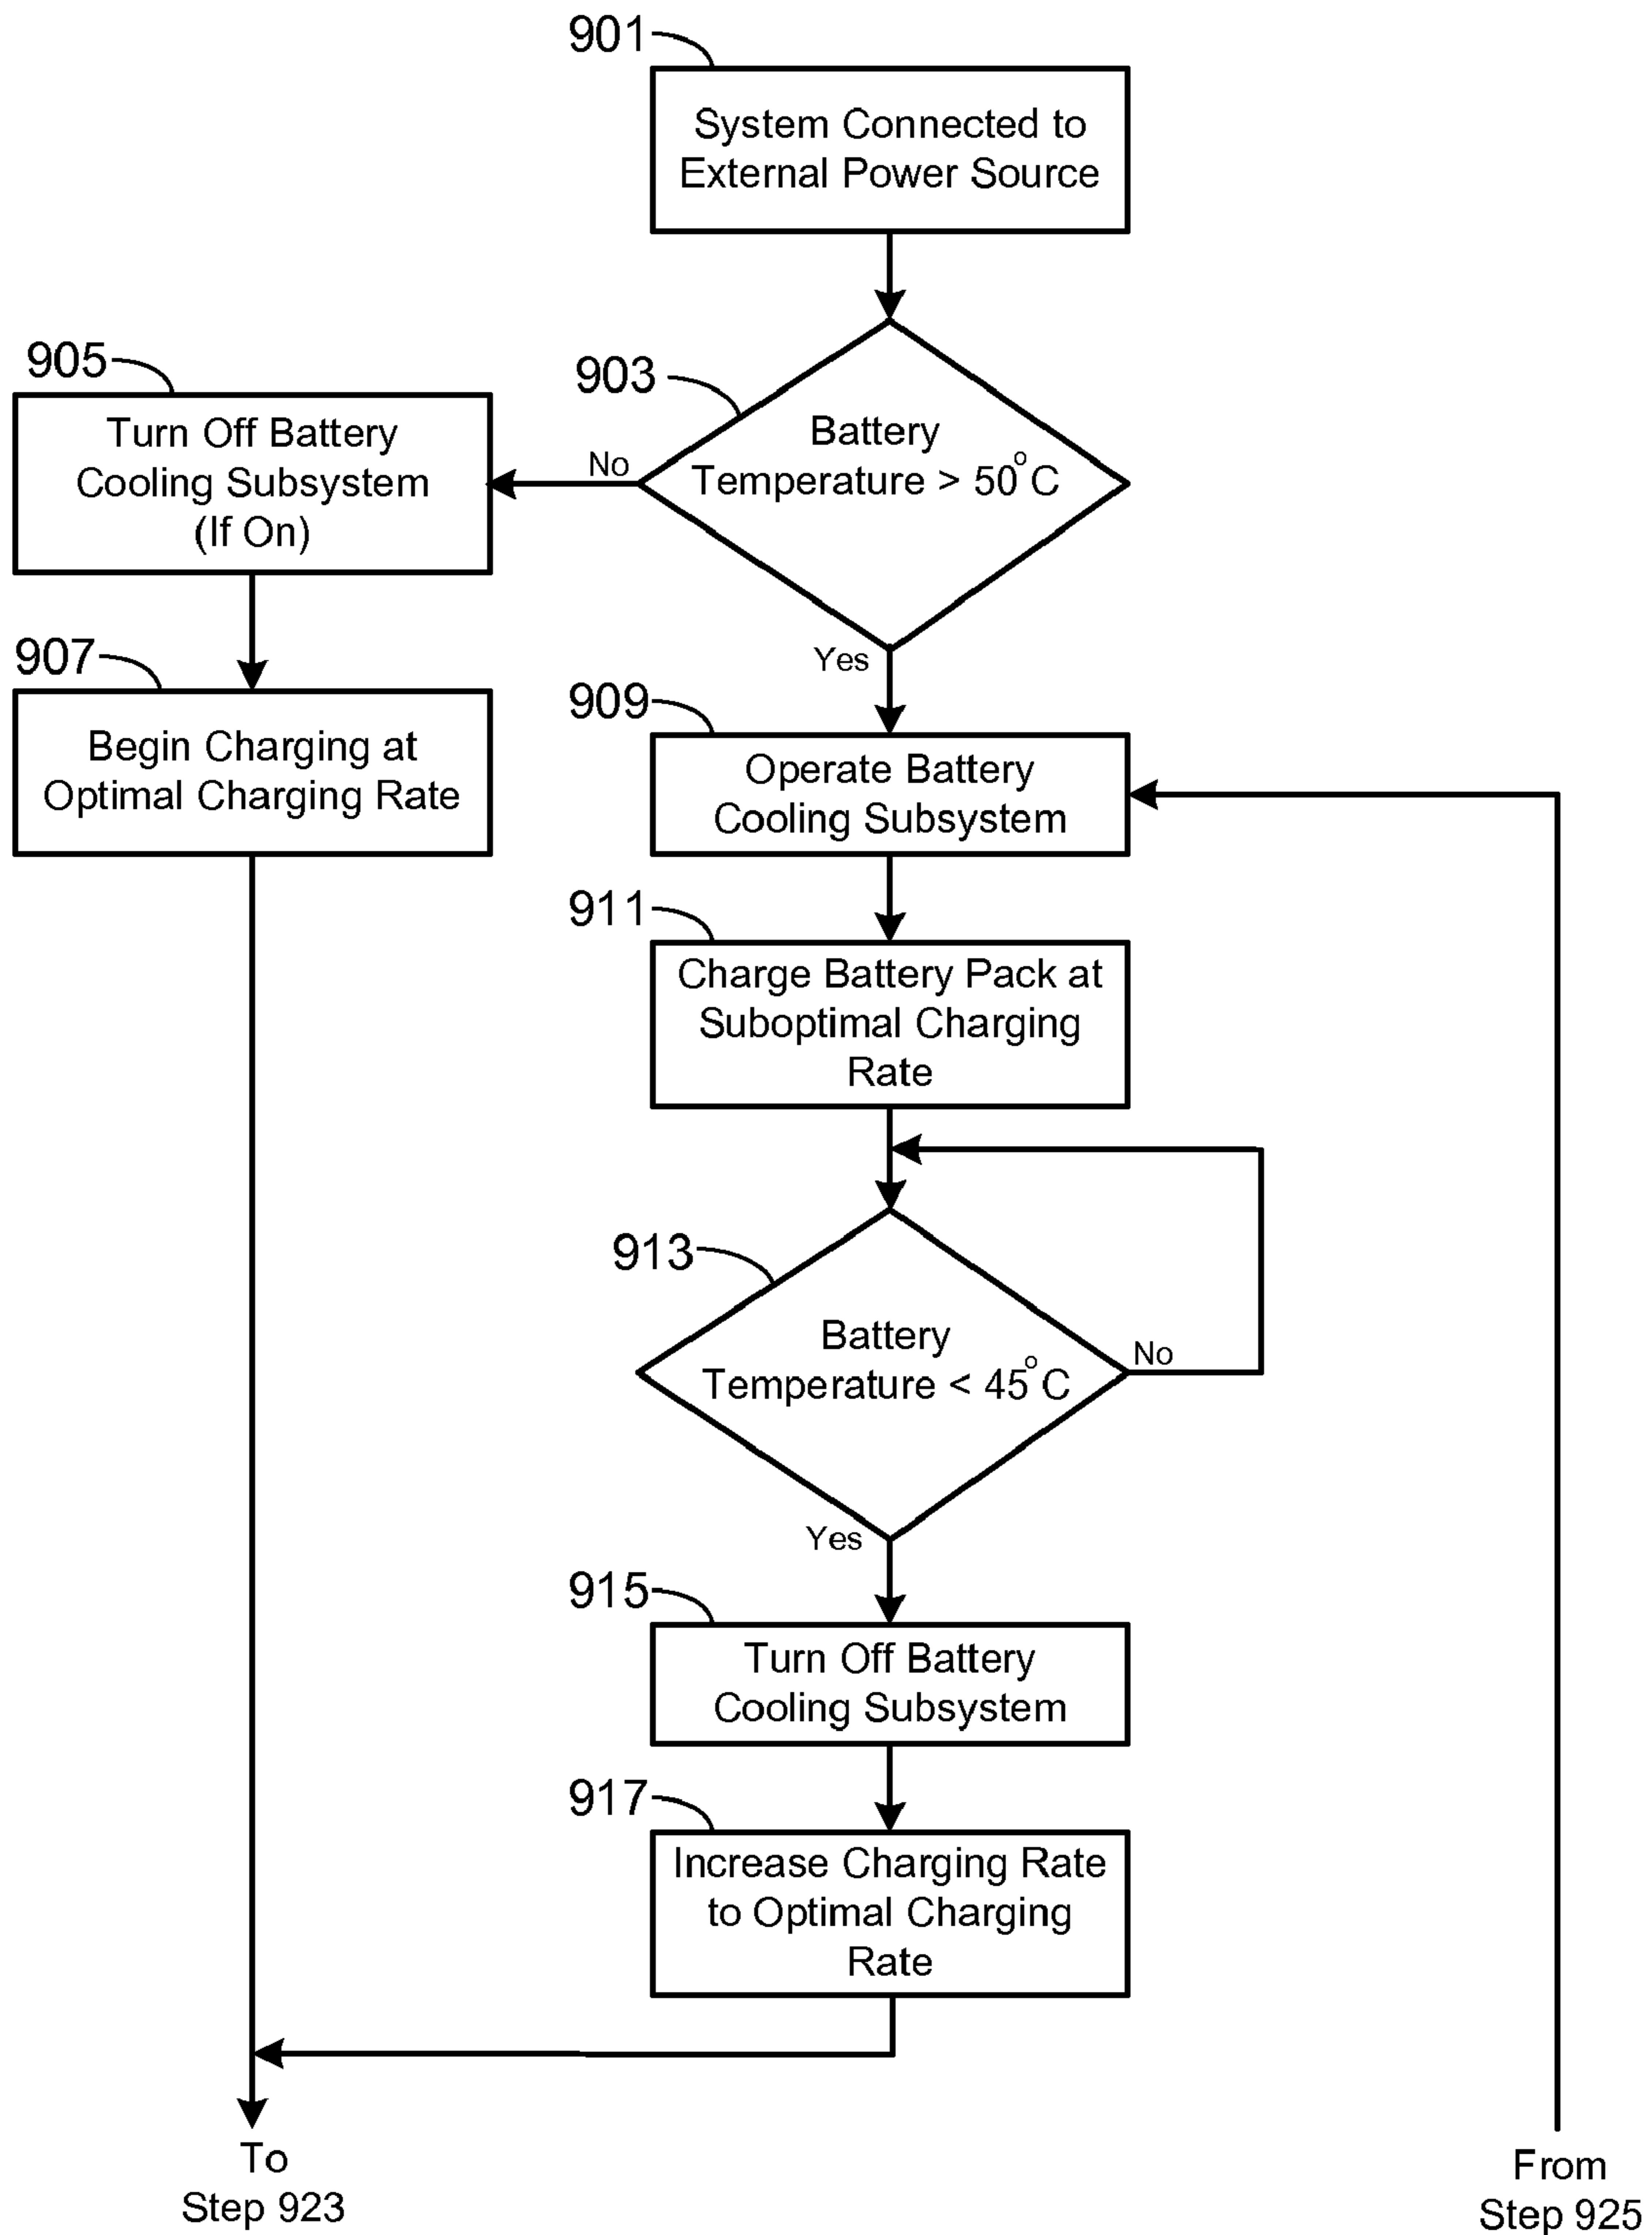 901
System Connected to
External Power Source
903
Battery
Temperature > 50°C
No
Yes
905
Turn Off Battery
Cooling Subsystem
(If On)
907
Begin Charging at
Optimal Charging Rate
909
Operate Battery
Cooling Subsystem
911
Charge Battery Pack at
Suboptimal Charging
Rate
913
Battery
Temperature < 45°C
No
Yes
915
Turn Off Battery
Cooling Subsystem
917
Increase Charging Rate
to Optimal Charging
Rate
To
Step 923
From
Step 925